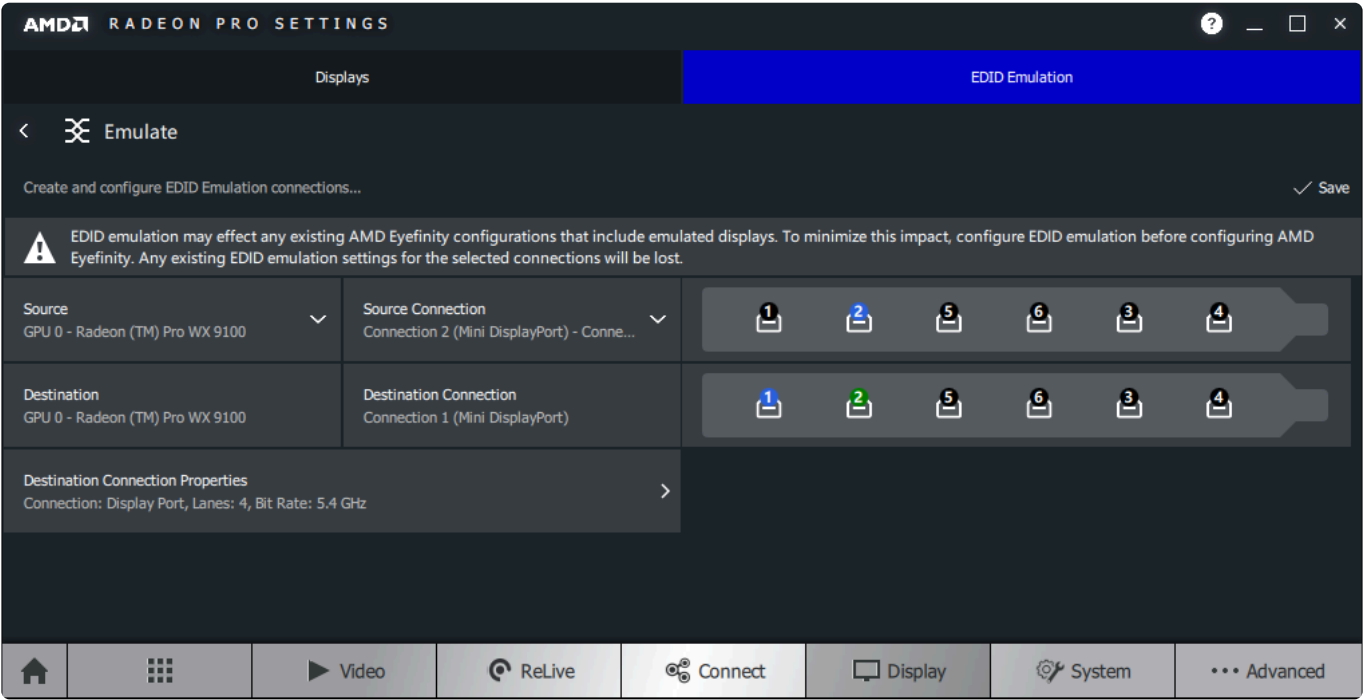 AMD RADEON PRO SETTINGS ?
Displays EDID Emulation
Emulate
Create and configure EDID Emulation connections... Save
EDID emulation may effect any existing AMD Eyefinity configurations that include emulated displays. To minimize this impact, configure EDID emulation before configuring AMD
Eyefinity. Any existing EDID emulation settings for the selected connections will be lost.
Source
GPU 0 - Radeon (TM) Pro WX 9100
Source Connection
Connection 2 (Mini DisplayPort) - Conne...
1 2 5 6 3 4
Destination
GPU 0 - Radeon (TM) Pro WX 9100
Destination Connection
Connection 1 (Mini DisplayPort)
1 2 5 6 3 4
Destination Connection Properties
Connection: Display Port, Lanes: 4, Bit Rate: 5.4 GHz
Video ReLive Connect Display System Advanced